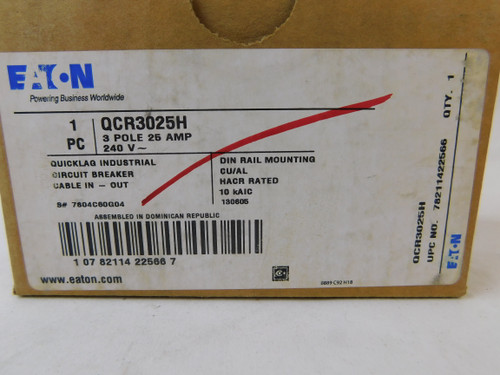 EATON
Powering Business Worldwide
1 PC
QCR3025H
3 POLE 25 AMP
240 V~
QUICKLAG INDUSTRIAL
CIRCUIT BREAKER
CABLE IN - OUT
S# 7804C60G04
DIN RAIL MOUNTING
CU/AL
HACR RATED
10 kAIC
130605
ASSEMBLED IN DOMINICAN REPUBLIC
1 07 82114 22566 7
www.eaton.com
QCR3025H
UPC NO. 78211422566 QTY. 1
EATON